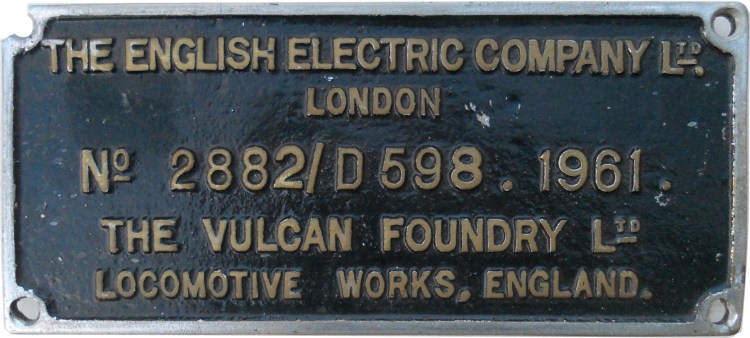 THE ENGLISH ELECTRIC COMPANY LTD.
LONDON
No 2882/D598. 1961.
THE VULCAN FOUNDRY LTD
LOCOMOTIVE WORKS, ENGLAND.